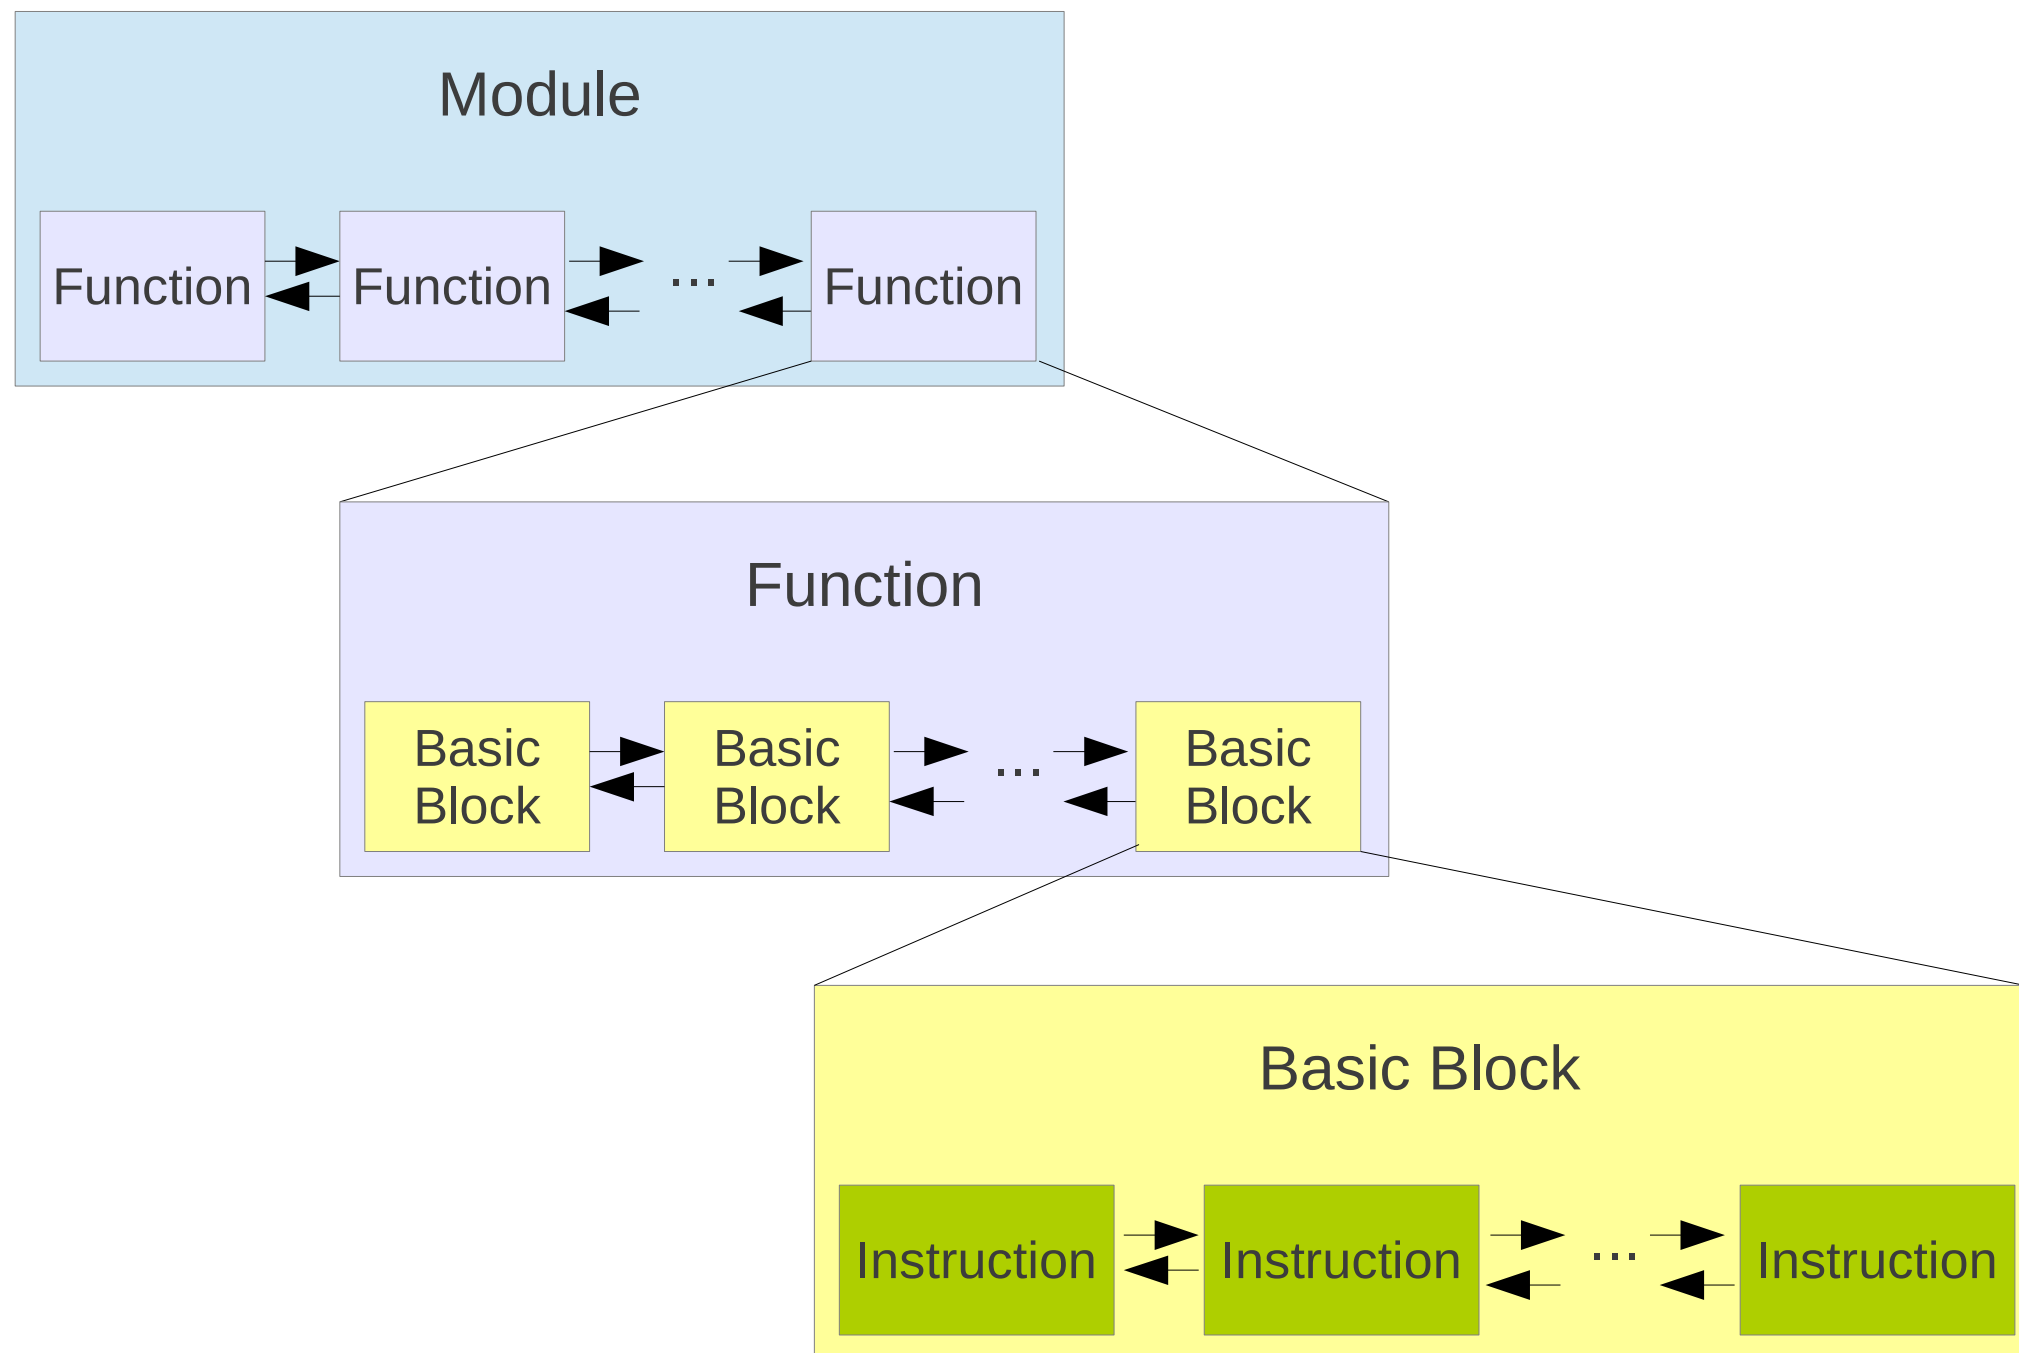 Module
Function Function ... Function
Function
Basic Basic ... Basic
Block Block Block
Basic Block
Instruction Instruction ... Instruction